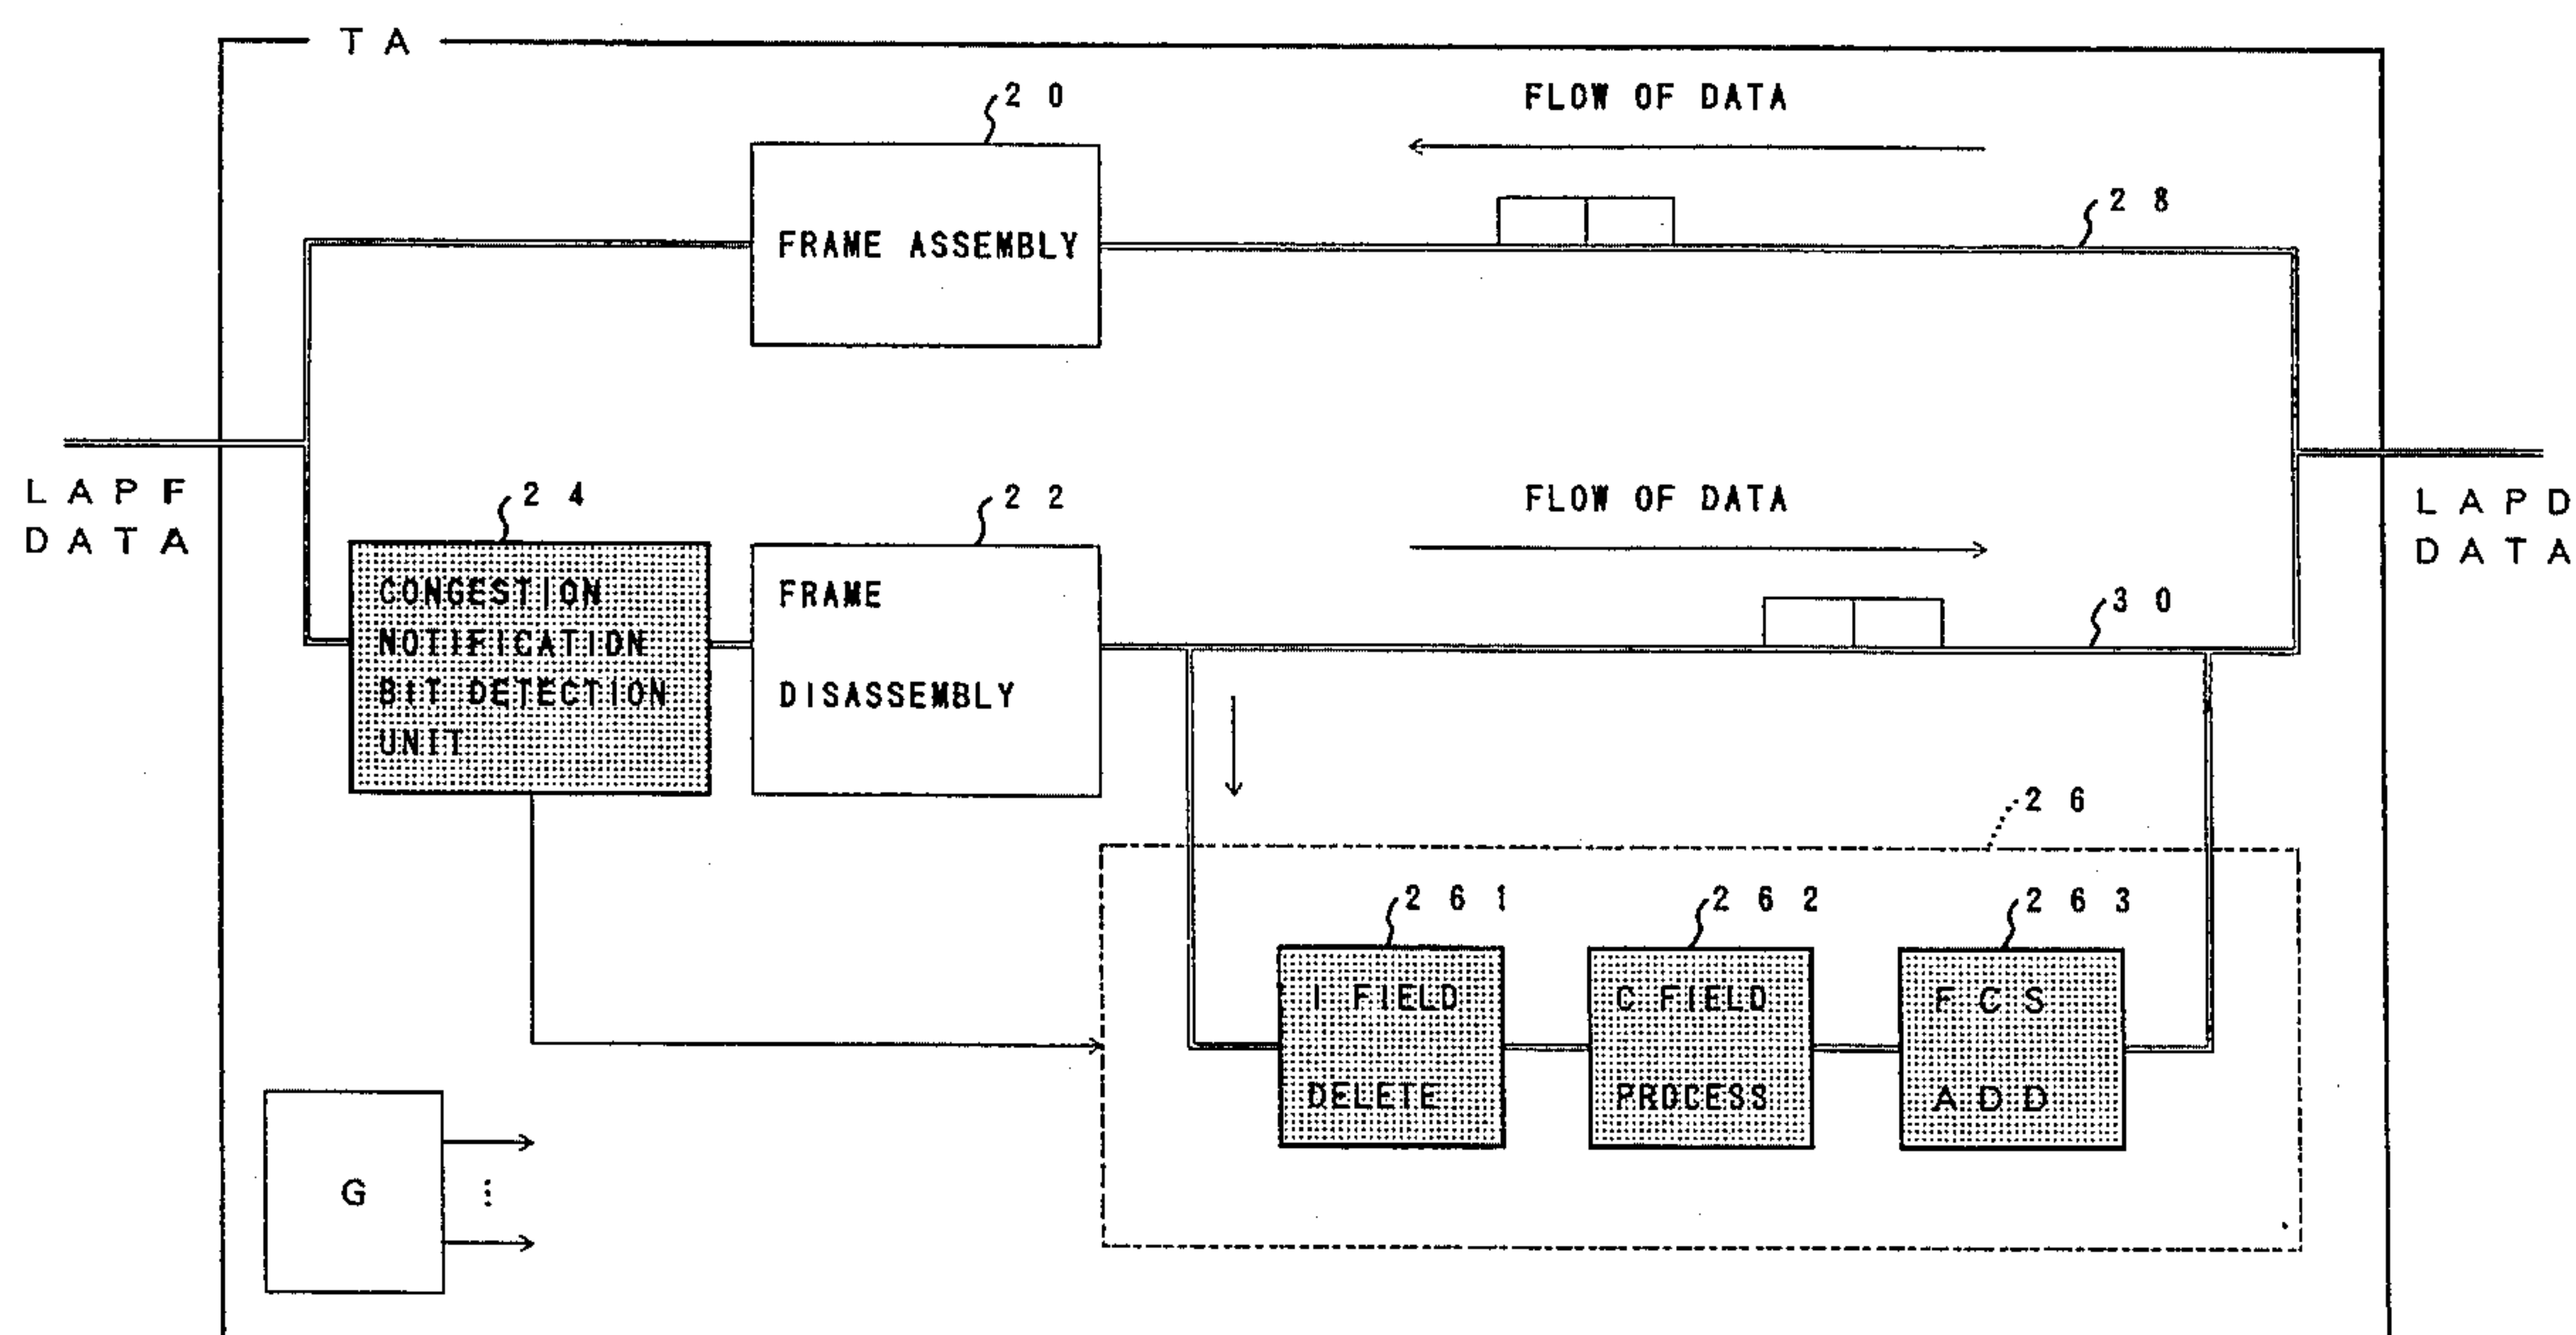 TA
20
FLOW OF DATA
28
FRAME ASSEMBLY
LAPF
DATA
24
22
FLOW OF DATA
LAPD
DATA
CONGESTION
NOTIFICATION
BIT DETECTION
UNIT
FRAME
DISASSEMBLY
30
26
261
262
263
I FIELD
DELETE
C FIELD
PROCESS
FCS
ADD
G